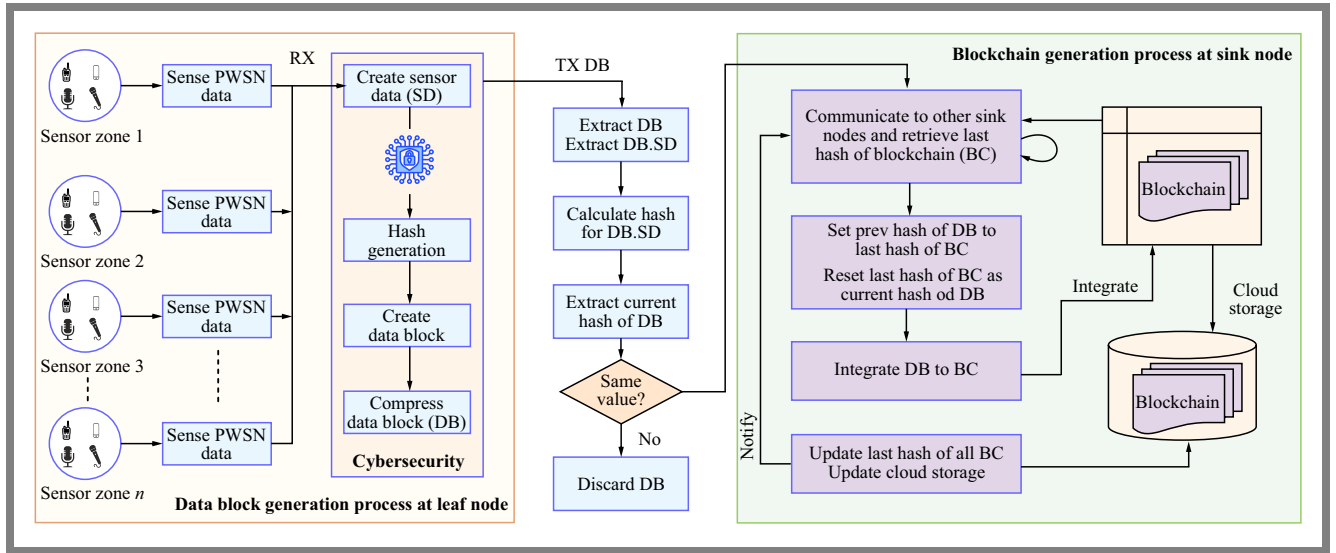 Sensor zone 1
Sensor zone 2
Sensor zone 3
Sensor zone n
Sense PWSN
data
Sense PWSN
data
Sense PWSN
data
Sense PWSN
data
RX
Create sensor
data (SD)
Hash
generation
Create
data block
Compress
data block (DB)
Cybersecurity
Data block generation process at leaf node
TX DB
Extract DB
Extract DB.SD
Calculate hash
for DB.SD
Extract current
hash of DB
Same
value?
No
Discard DB
Blockchain generation process at sink node
Communicate to other sink
nodes and retrieve last
hash of blockchain (BC)
Set prev hash of DB to
last hash of BC
Reset last hash of BC as
current hash od DB
Integrate DB to BC
Update last hash of all BC
Update cloud storage
Notify
Integrate
Blockchain
Cloud
storage
Blockchain